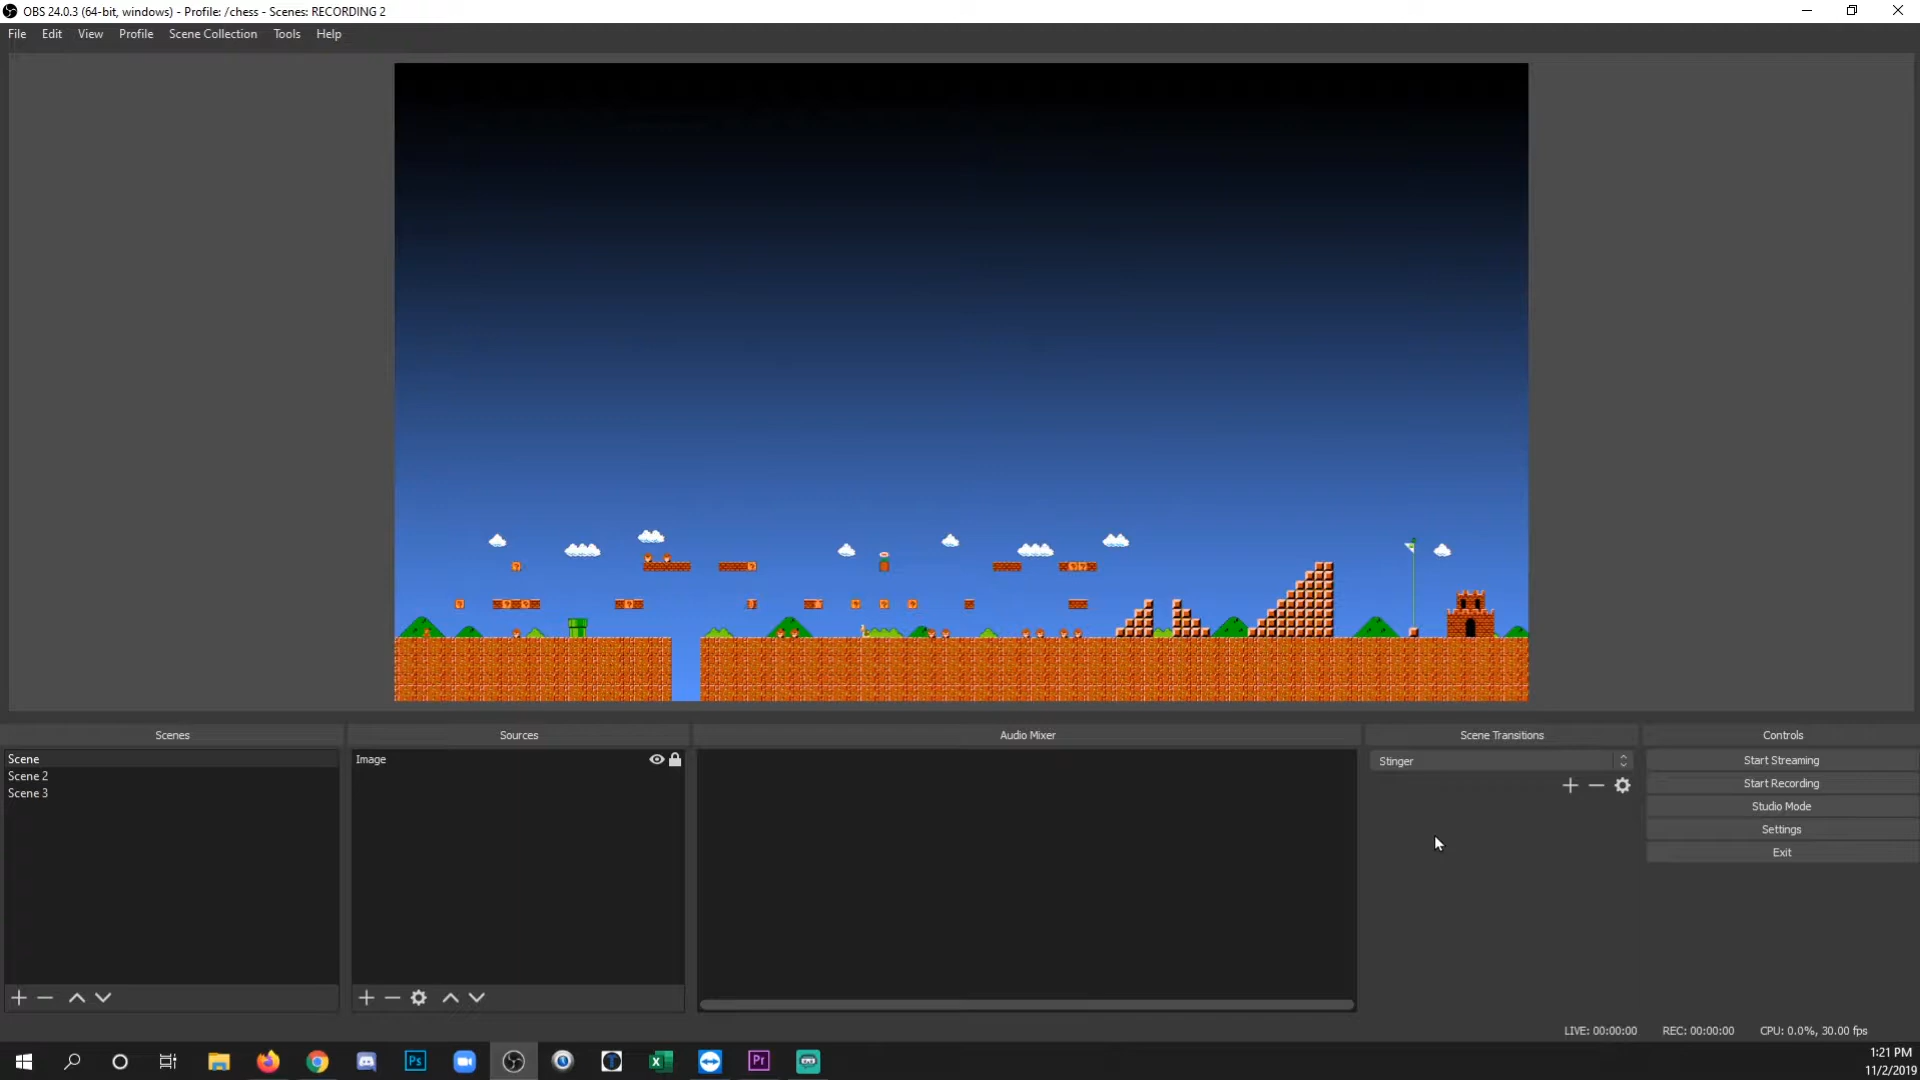 OBS 24.0.3 (64-bit, windows) - Profile: /chess - Scenes: RECORDING 2
File Edit View Profile Scene Collection Tools Help
Scenes Sources Audio Mixer Scene Transitions Controls
Scene
Scene 2
Scene 3
Image
Stinger
Start Streaming
Start Recording
Studio Mode
Settings
Exit
LIVE: 00:00:00 REC: 00:00:00 CPU: 0.0%, 30.00 fps
Ps
T
X
Pr
1:21 PM
11/2/2019